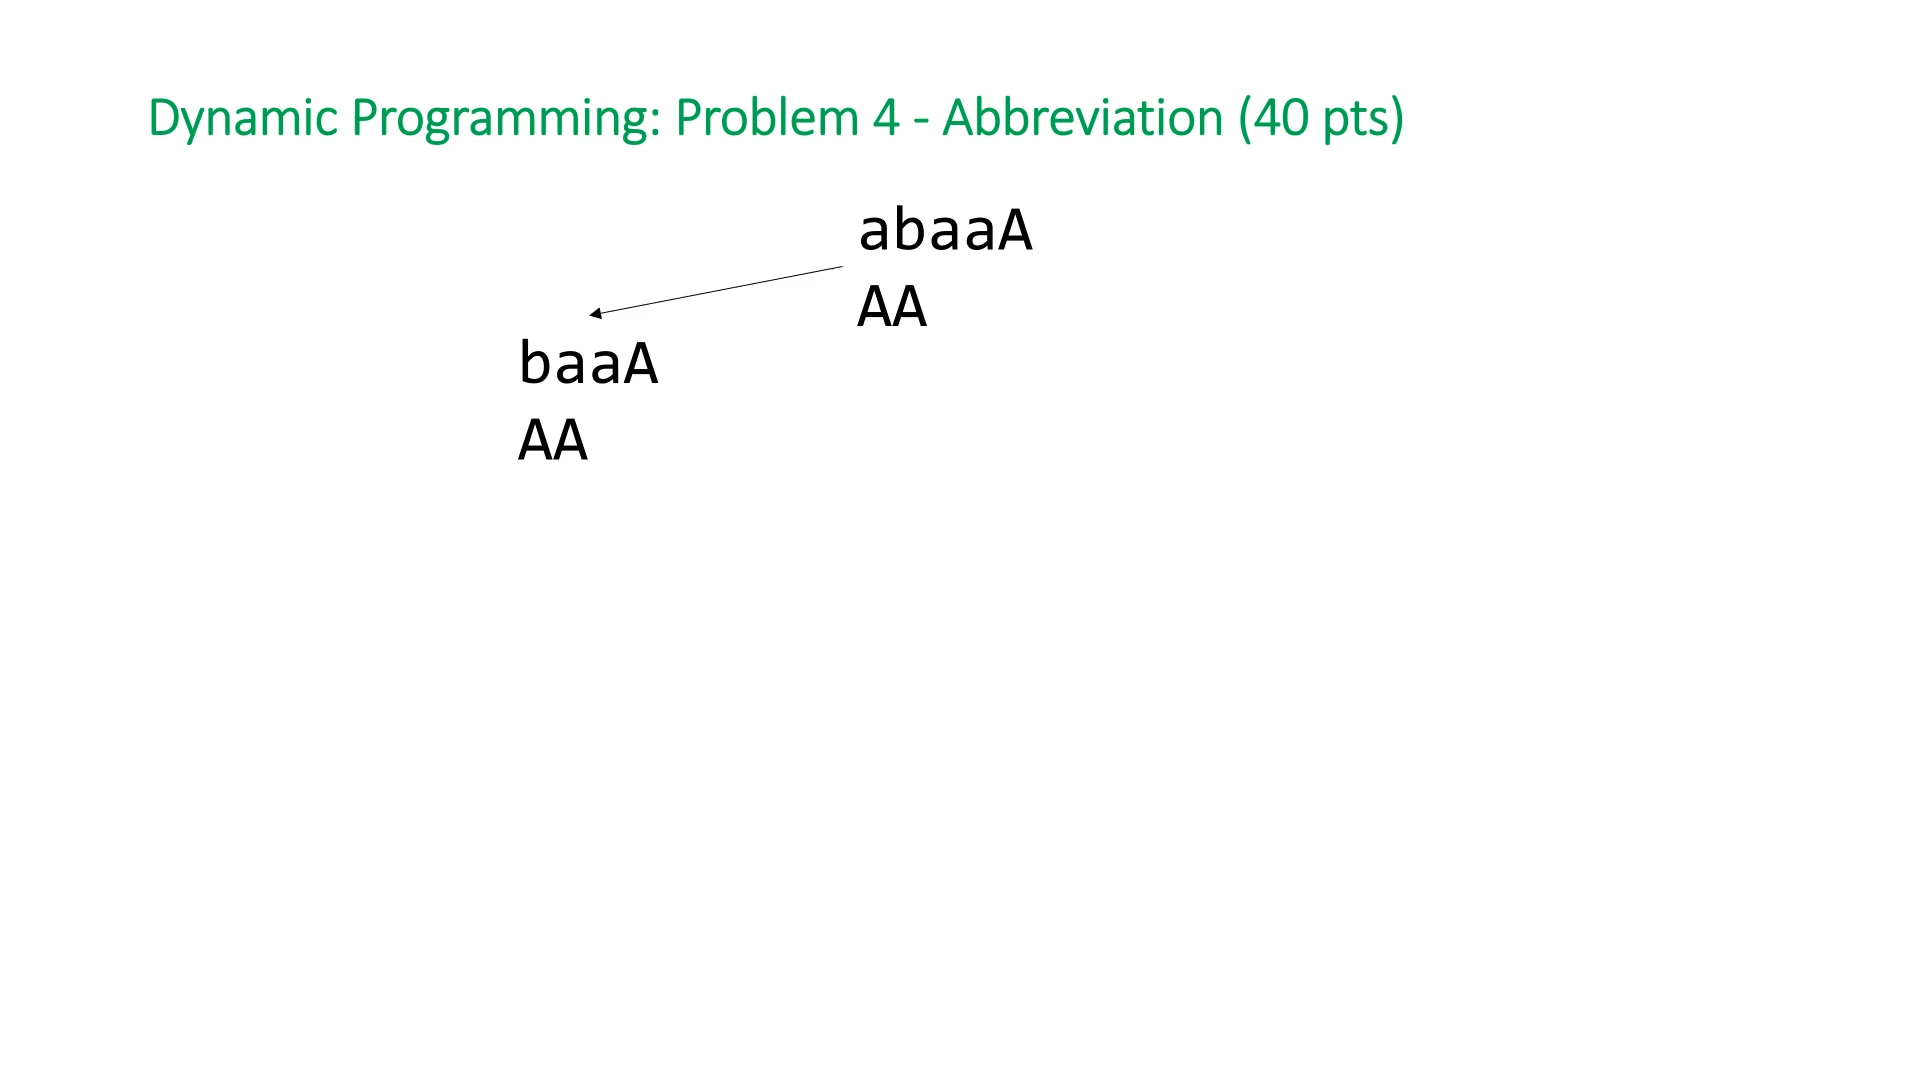 Dynamic Programming: Problem 4 - Abbreviation (40 pts)
abaaA
AA
baaA
AA